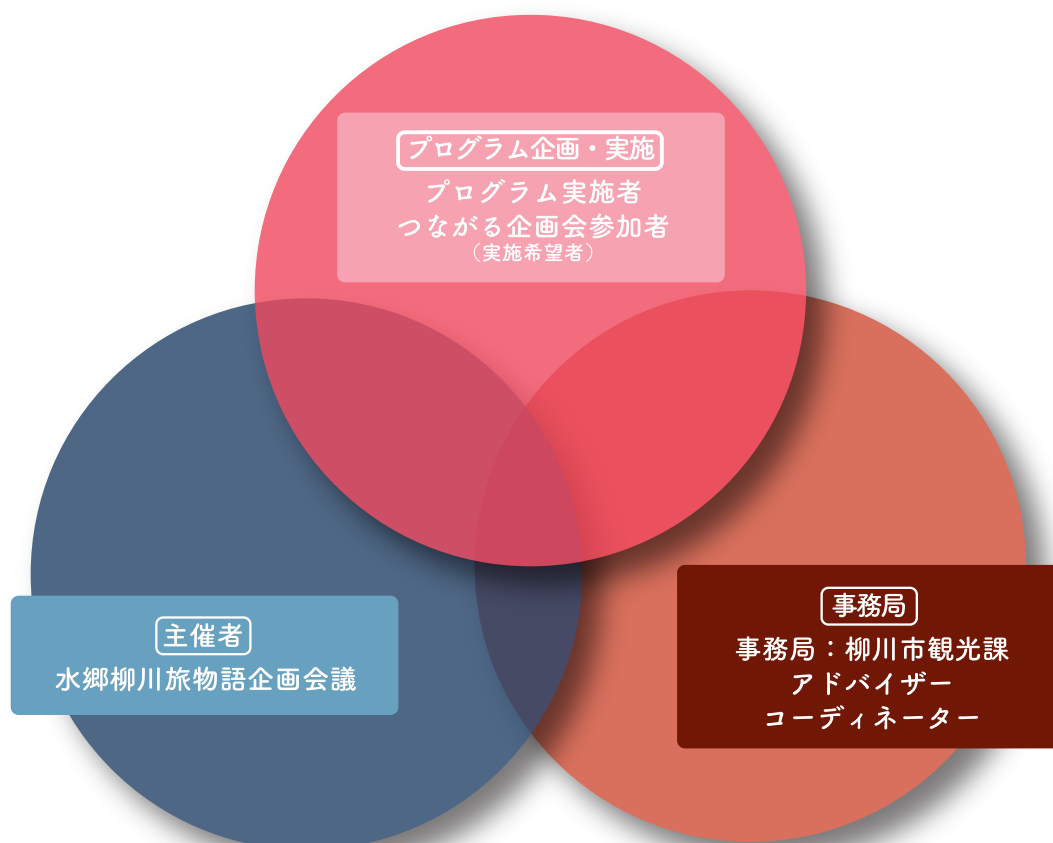 プログラム企画・実施
プログラム実施者
つながる企画会参加者
（実施希望者）
主催者
水郷柳川旅物語企画会議
事務局
事務局：柳川市観光課
アドバイザー
コーディネーター